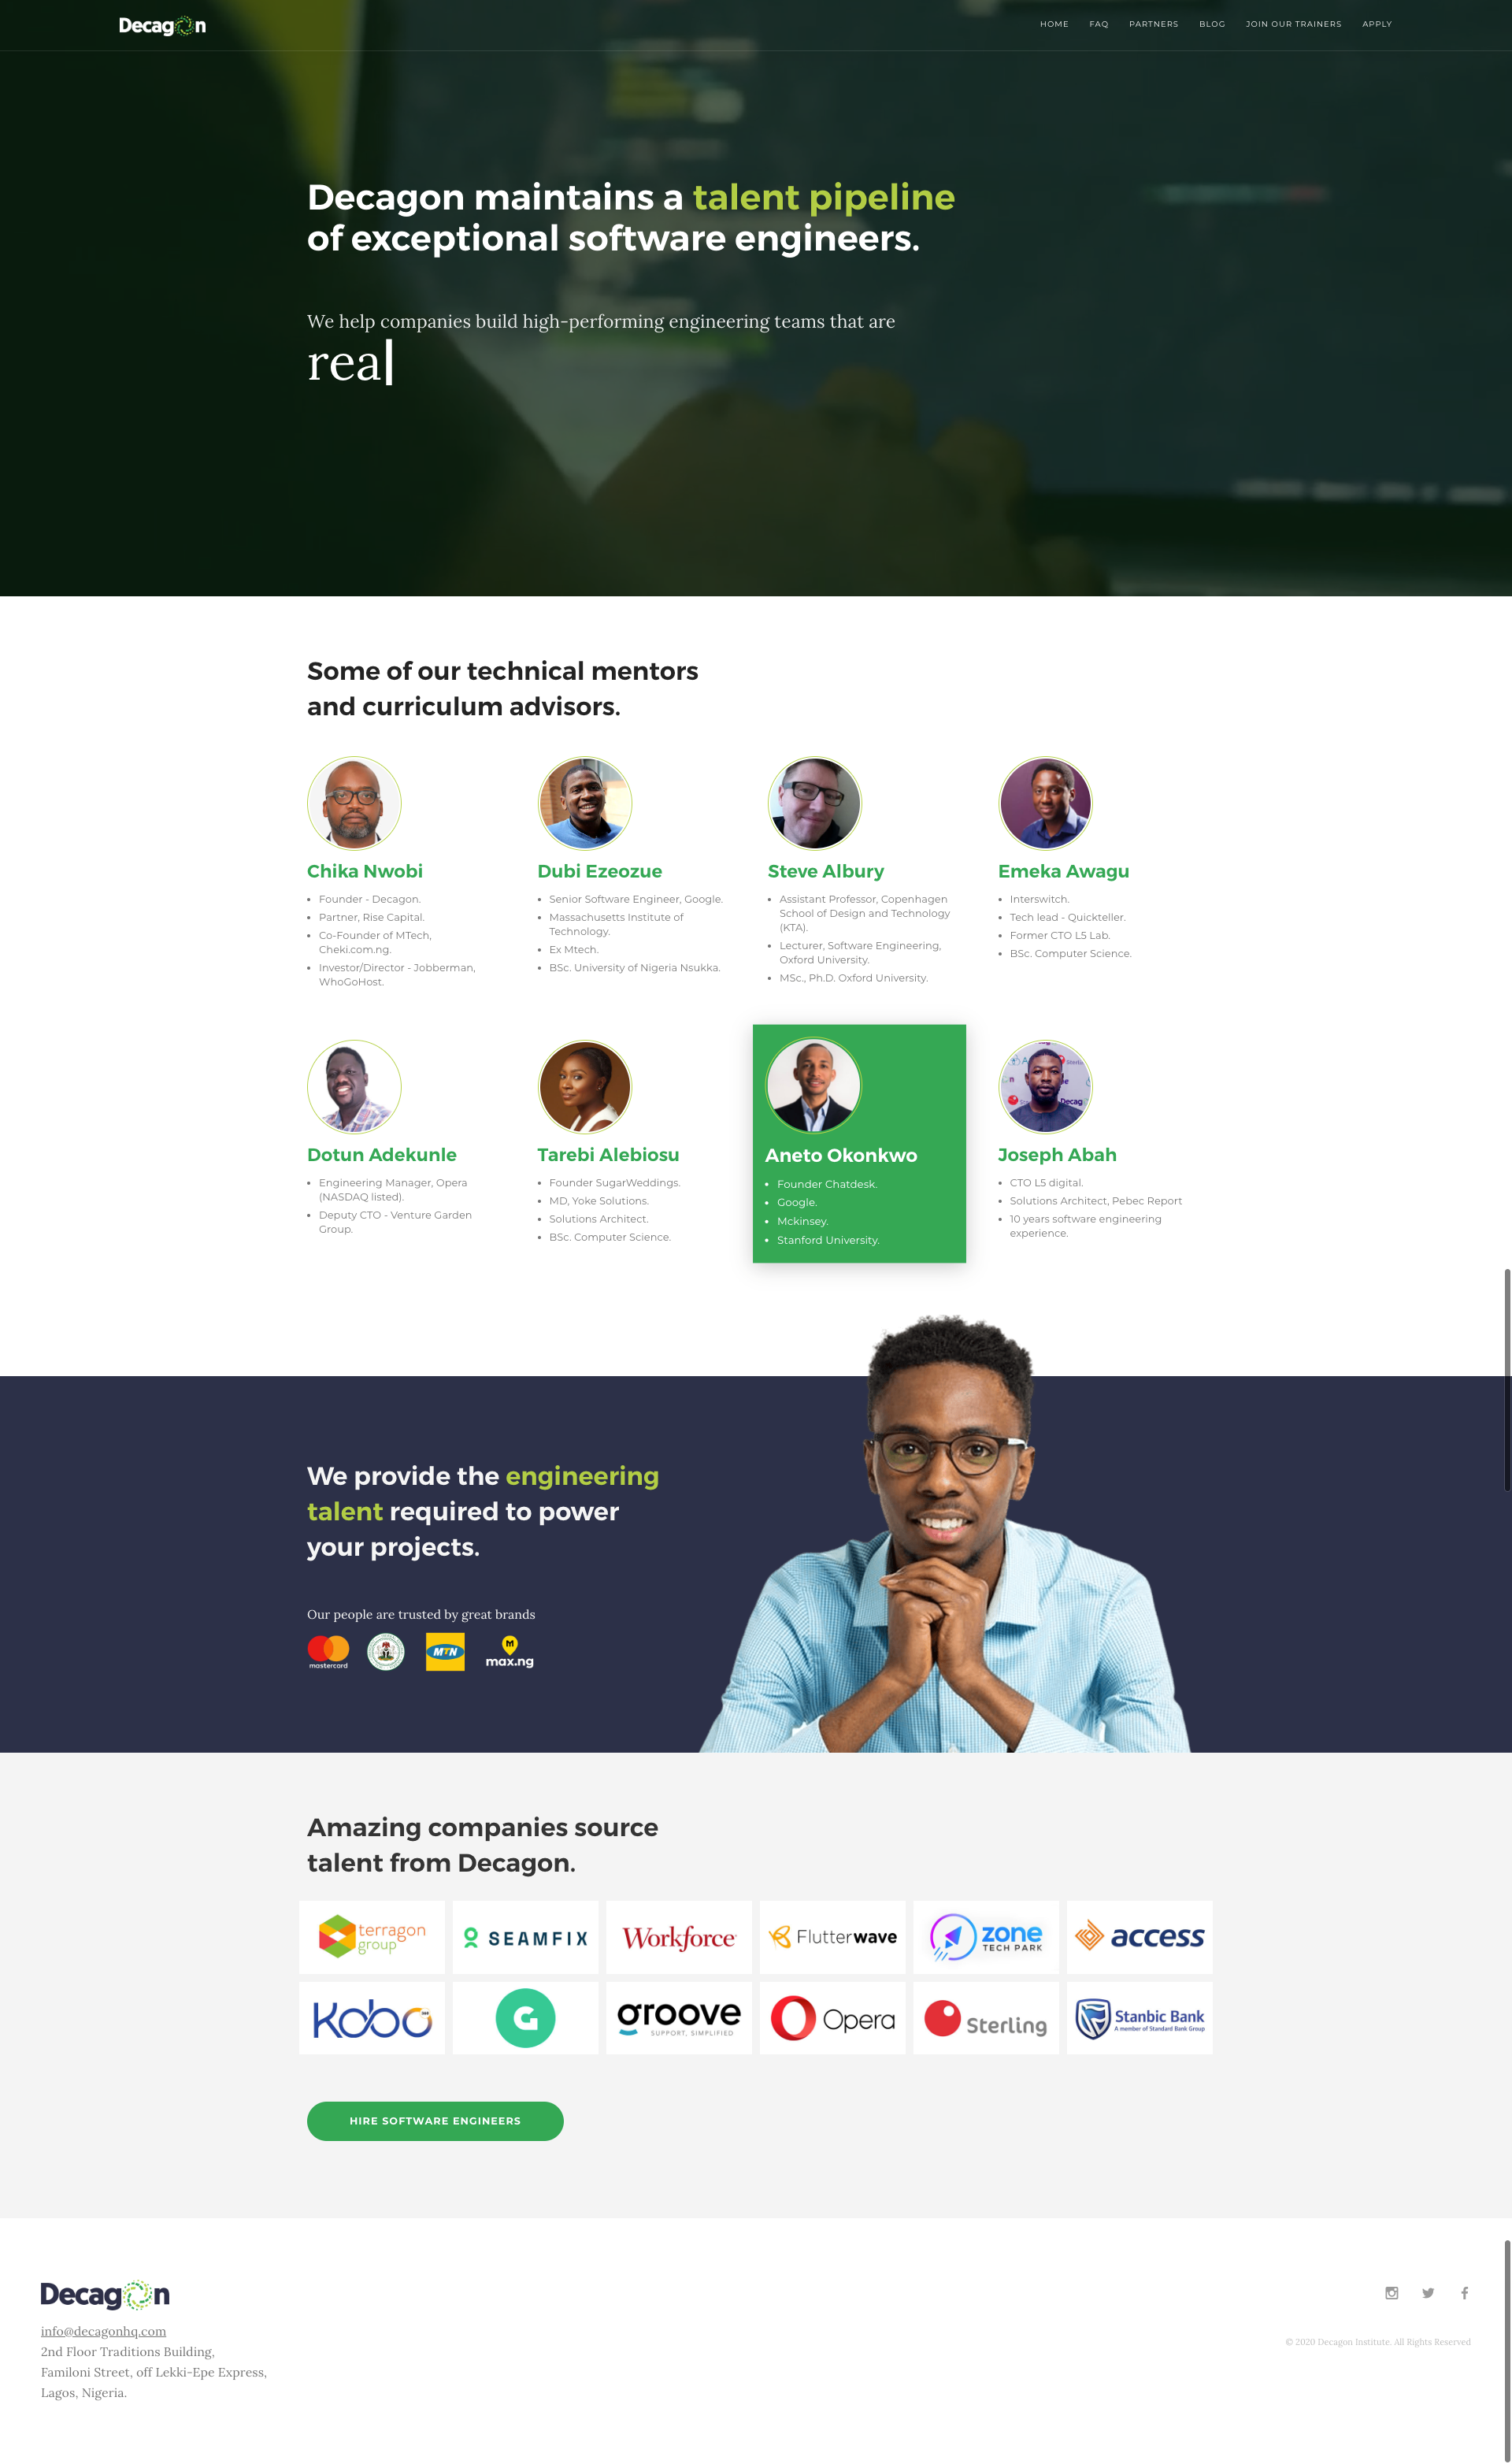 Decagon
HOME FAQ PARTNERS BLOG JOIN OUR TRAINERS APPLY
Decagon maintains a talent pipeline
of exceptional software engineers.
We help companies build high-performing engineering teams that are
rea|
Some of our technical mentors
and curriculum advisors.
Chika Nwobi
Founder - Decagon.
Partner, Rise Capital.
Co-Founder of MTech,
Cheki.com.ng.
Investor/Director - Jobberman,
WhoGoHost.
Dubi Ezeozue
Senior Software Engineer, Google.
Massachusetts Institute of
Technology.
Ex Mtech.
BSc. University of Nigeria Nsukka.
Steve Albury
Assistant Professor, Copenhagen
School of Design and Technology
(KTA).
Lecturer, Software Engineering,
Oxford University.
MSc., Ph.D. Oxford University.
Emeka Awagu
Interswitch.
Tech lead - Quickteller.
Former CTO L5 Lab.
BSc. Computer Science.
Dotun Adekunle
Engineering Manager, Opera
(NASDAQ listed).
Deputy CTO - Venture Garden
Group.
Tarebi Alebiosu
Founder SugarWeddings.
MD, Yoke Solutions.
Solutions Architect.
BSc. Computer Science.
Aneto Okonkwo
Founder Chatdesk.
Google.
Mckinsey.
Stanford University.
Joseph Abah
CTO L5 digital.
Solutions Architect, Pebec Report
10 years software engineering
experience.
We provide the engineering
talent required to power
your projects.
Our people are trusted by great brands
mastercard
MTN
max.ng
Amazing companies source
talent from Decagon.
terragon
group
SEAMFIX
Workforce
Flutterwave
zone
TECH PARK
access
Kobo
G
groove
SUPPORT, SIMPLIFIED
Opera
Sterling
Stanbic Bank
A member of Standard Bank Group
HIRE SOFTWARE ENGINEERS
Decagon
info@decagonhq.com
2nd Floor Traditions Building,
Familoni Street, off Lekki-Epe Express,
Lagos, Nigeria.
© 2020 Decagon Institute. All Rights Reserved